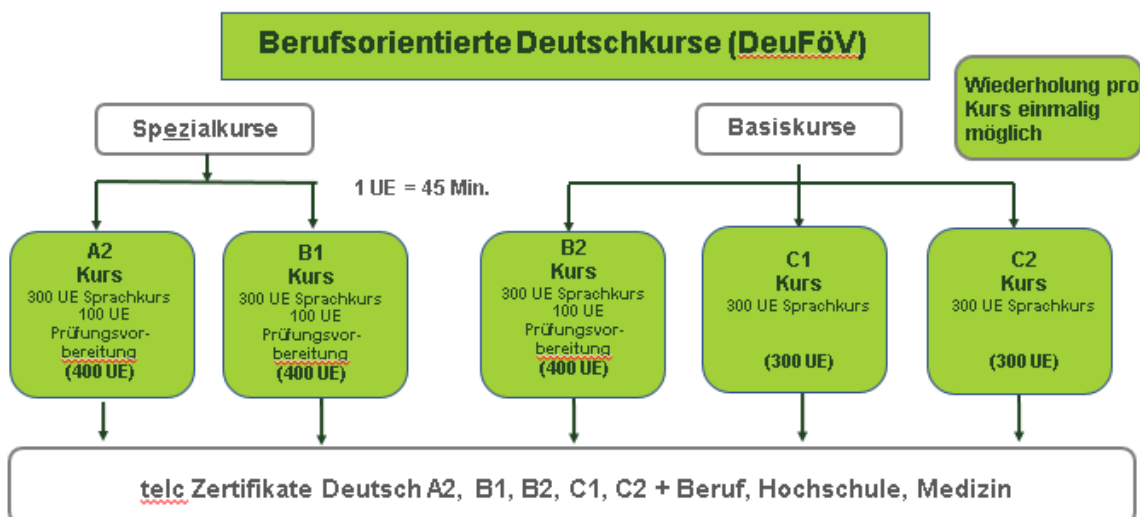 Berufsorientierte Deutschkurse (DeuFöV)
Wiederholung pro
Kurs einmalig
möglich
Spezialkurse
Basiskurse
1 UE = 45 Min.
A2
Kurs
300 UE Sprachkurs
100 UE
Prüfungsvor-
bereitung
(400 UE)
B1
Kurs
300 UE Sprachkurs
100 UE
Prüfungsvor-
bereitung
(400 UE)
B2
Kurs
300 UE Sprachkurs
100 UE
Prüfungsvor-
bereitung
(400 UE)
C1
Kurs
300 UE Sprachkurs
(300 UE)
C2
Kurs
300 UE Sprachkurs
(300 UE)
telc Zertifikate Deutsch A2, B1, B2, C1, C2 + Beruf, Hochschule, Medizin